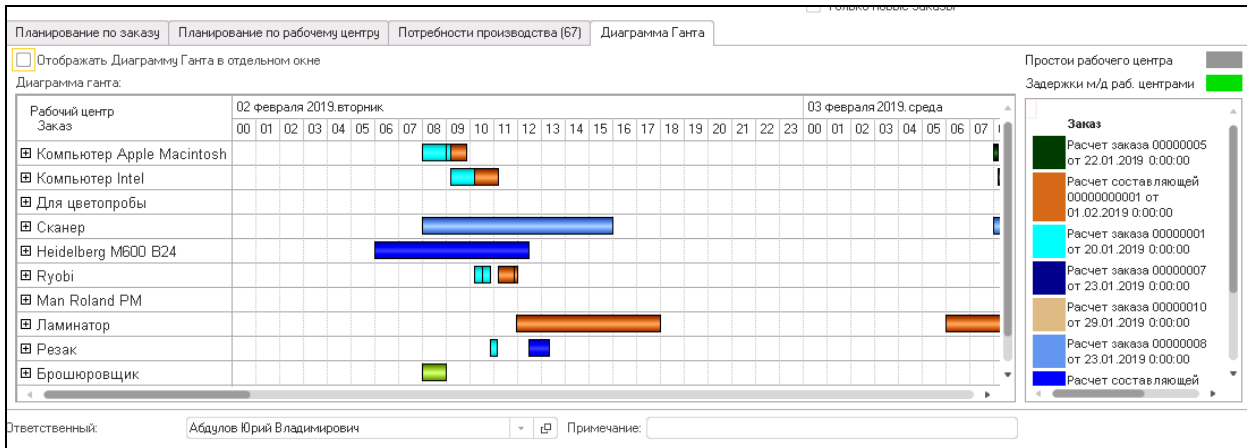 Только новые заказы
Планирование по заказу Планирование по рабочему центру Потребности производства (67) Диаграмма Ганта
Отображать Диаграмму Ганта в отдельном окне
Диаграмма ганта:
Рабочий центр
Заказ
02 февраля 2019.вторник 03 февраля 2019.среда
00 01 02 03 04 05 06 07 08 09 10 11 12 13 14 15 16 17 18 19 20 21 22 23 00 01 02 03 04 05 06 07
Компьютер Apple Macintosh
Компьютер Intel
Для цветопробы
Сканер
Heidelberg M600 B24
Ryobi
Man Roland PM
Ламинатор
Резак
Брошюровщик
Простои рабочего центра
Задержки м/д раб. центрами
Заказ
Расчет заказа 00000005
от 22.01.2019 0:00:00
Расчет составляющей
00000000001 от
01.02.2019 0:00:00
Расчет заказа 00000001
от 20.01.2019 0:00:00
Расчет заказа 00000007
от 23.01.2019 0:00:00
Расчет заказа 00000010
от 29.01.2019 0:00:00
Расчет заказа 00000008
от 23.01.2019 0:00:00
Расчет составляющей
Ответственный: Абдулов Юрий Владимирович Примечание: